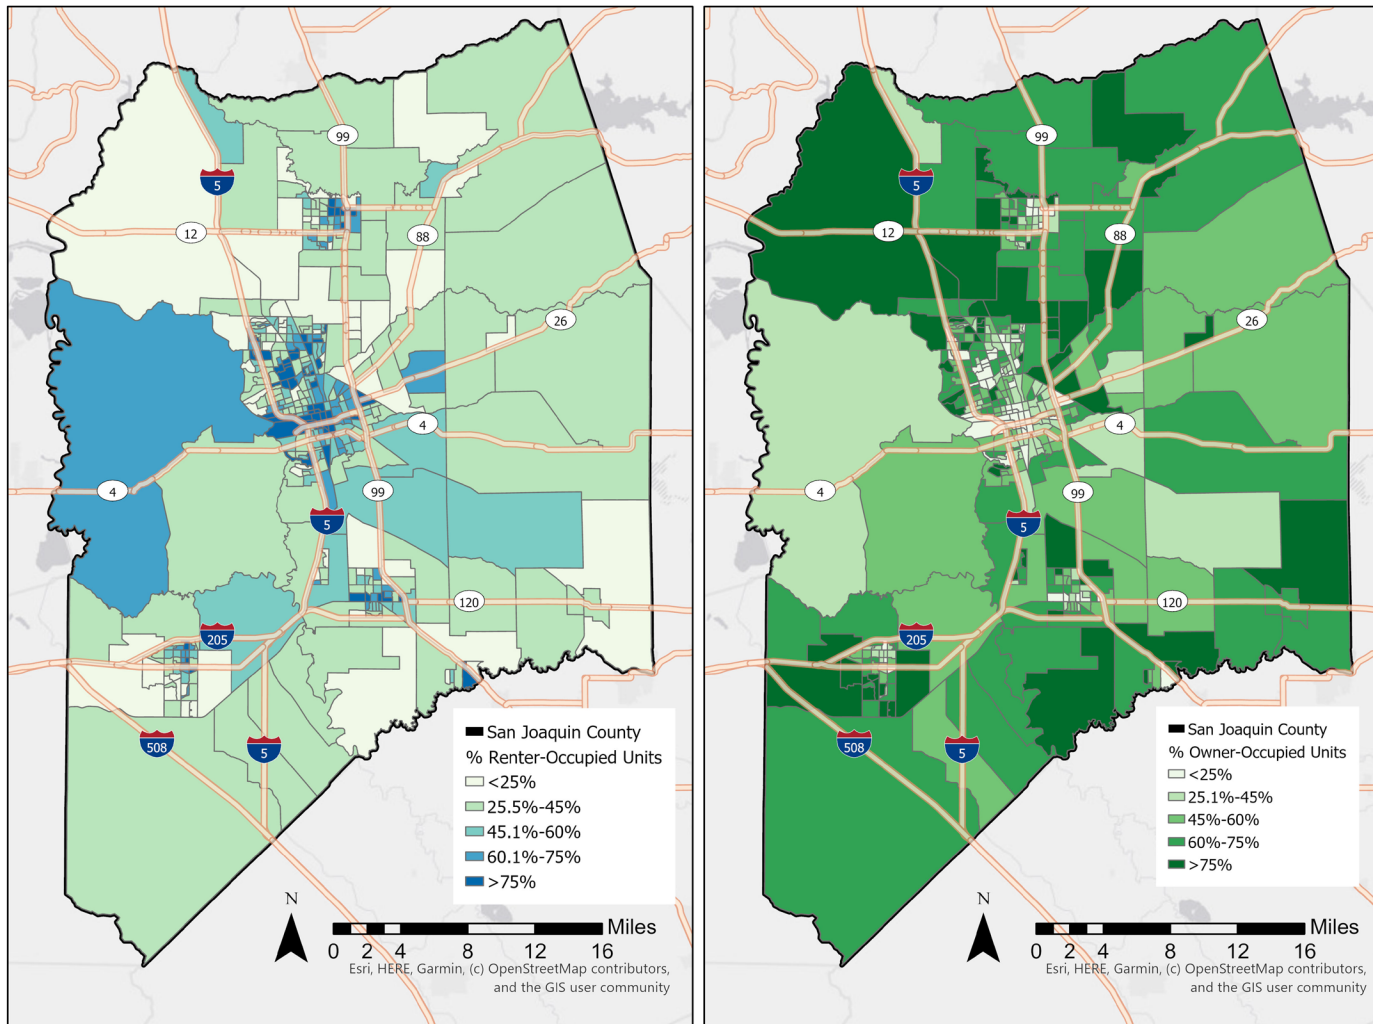 99
5
12
88
26
4
4
99
5
120
205
508
5
San Joaquin County
% Renter-Occupied Units
<25%
25.5%-45%
45.1%-60%
60.1%-75%
>75%
N
Miles
0 2 4 8 12 16
Esri, HERE, Garmin, (c) OpenStreetMap contributors,
and the GIS user community
99
5
12
88
26
4
4
99
5
120
205
508
5
San Joaquin County
% Owner-Occupied Units
<25%
25.1%-45%
45%-60%
60%-75%
>75%
N
Miles
0 2 4 8 12 16
Esri, HERE, Garmin, (c) OpenStreetMap contributors,
and the GIS user community